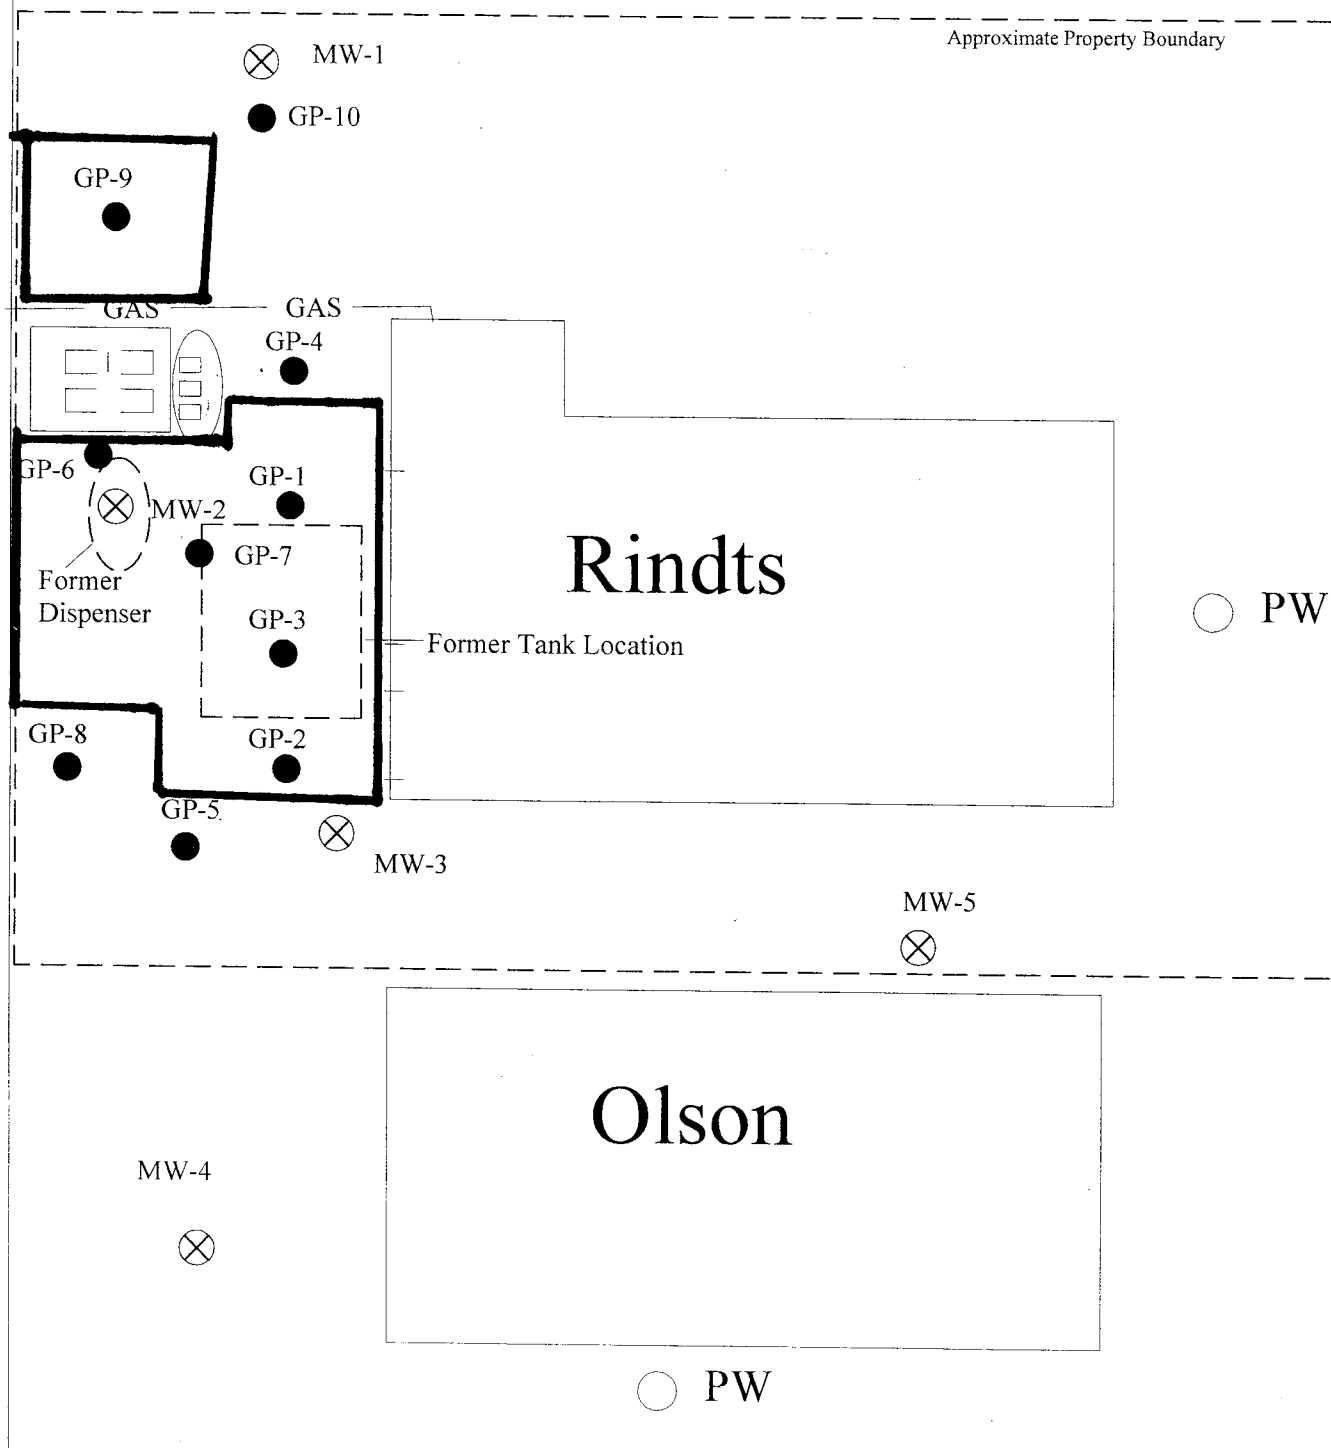 Approximate Property Boundary
MW-1
GP-10
GP-9
GAS
GAS
GP-4
GP-6
GP-1
MW-2
GP-7
Former
Dispenser
Rindts
PW
GP-3
Former Tank Location
GP-8
GP-2
GP-5
MW-3
MW-5
Olson
MW-4
PW